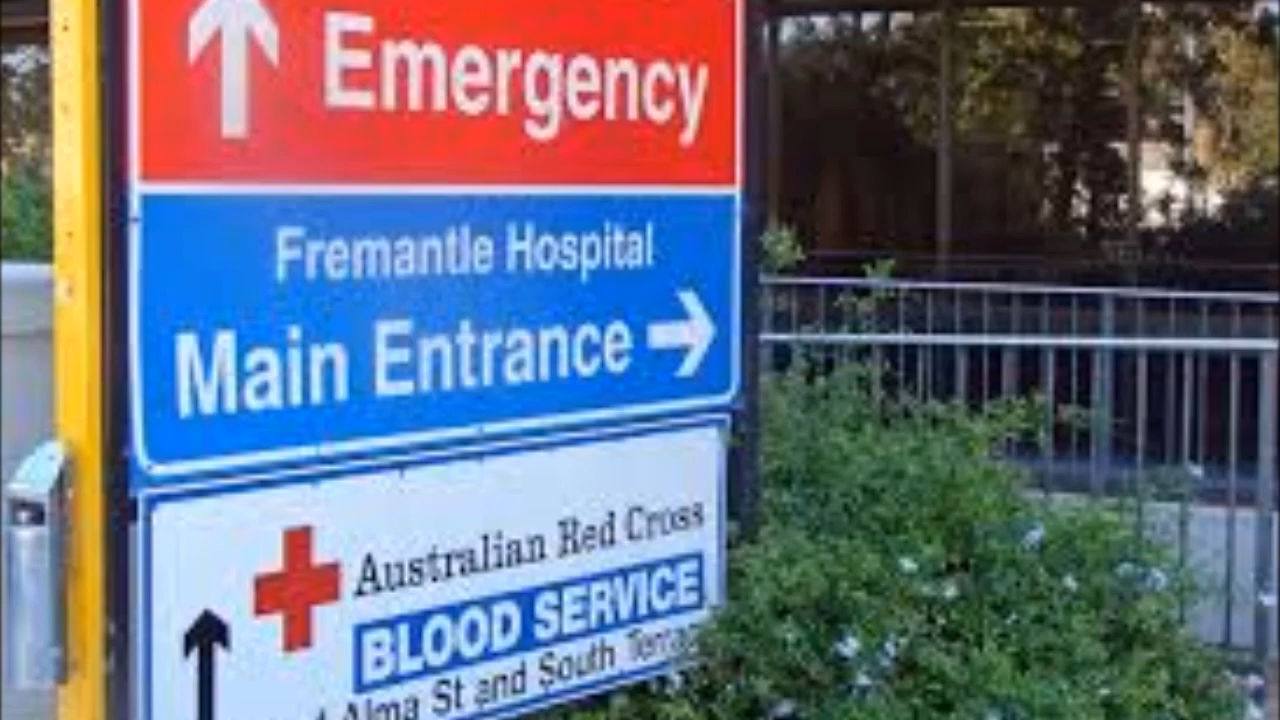 Emergency
Fremantle Hospital
Main Entrance
Australian Red Cross
BLOOD SERVICE
Alma St and South